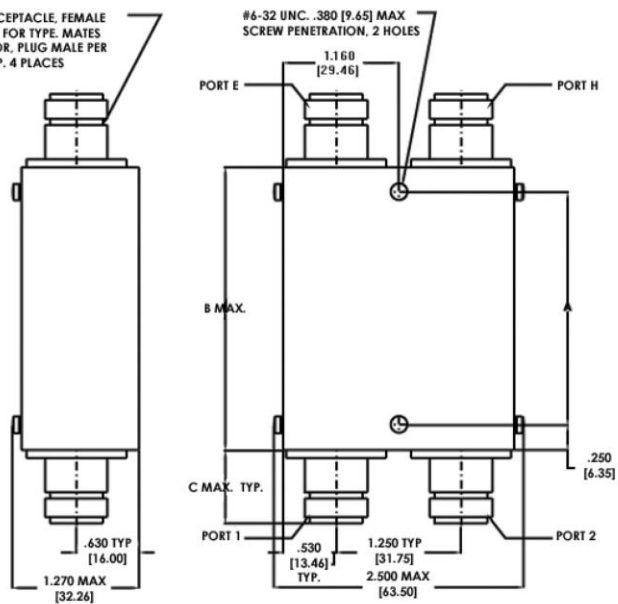 CEPTACLE, FEMALE
FOR TYPE. MATES
OR, PLUG MALE PER
P. 4 PLACES
#6-32 UNC. .380 [9.65] MAX
SCREW PENETRATION, 2 HOLES
1.160
[29.46]
PORT E
PORT H
B MAX.
A
.250
[6.35]
C MAX. TYP.
PORT 1
PORT 2
.630 TYP
[16.00]
.530
[13.46]
TYP.
1.250 TYP
[31.75]
1.270 MAX
[32.26]
2.500 MAX
[63.50]